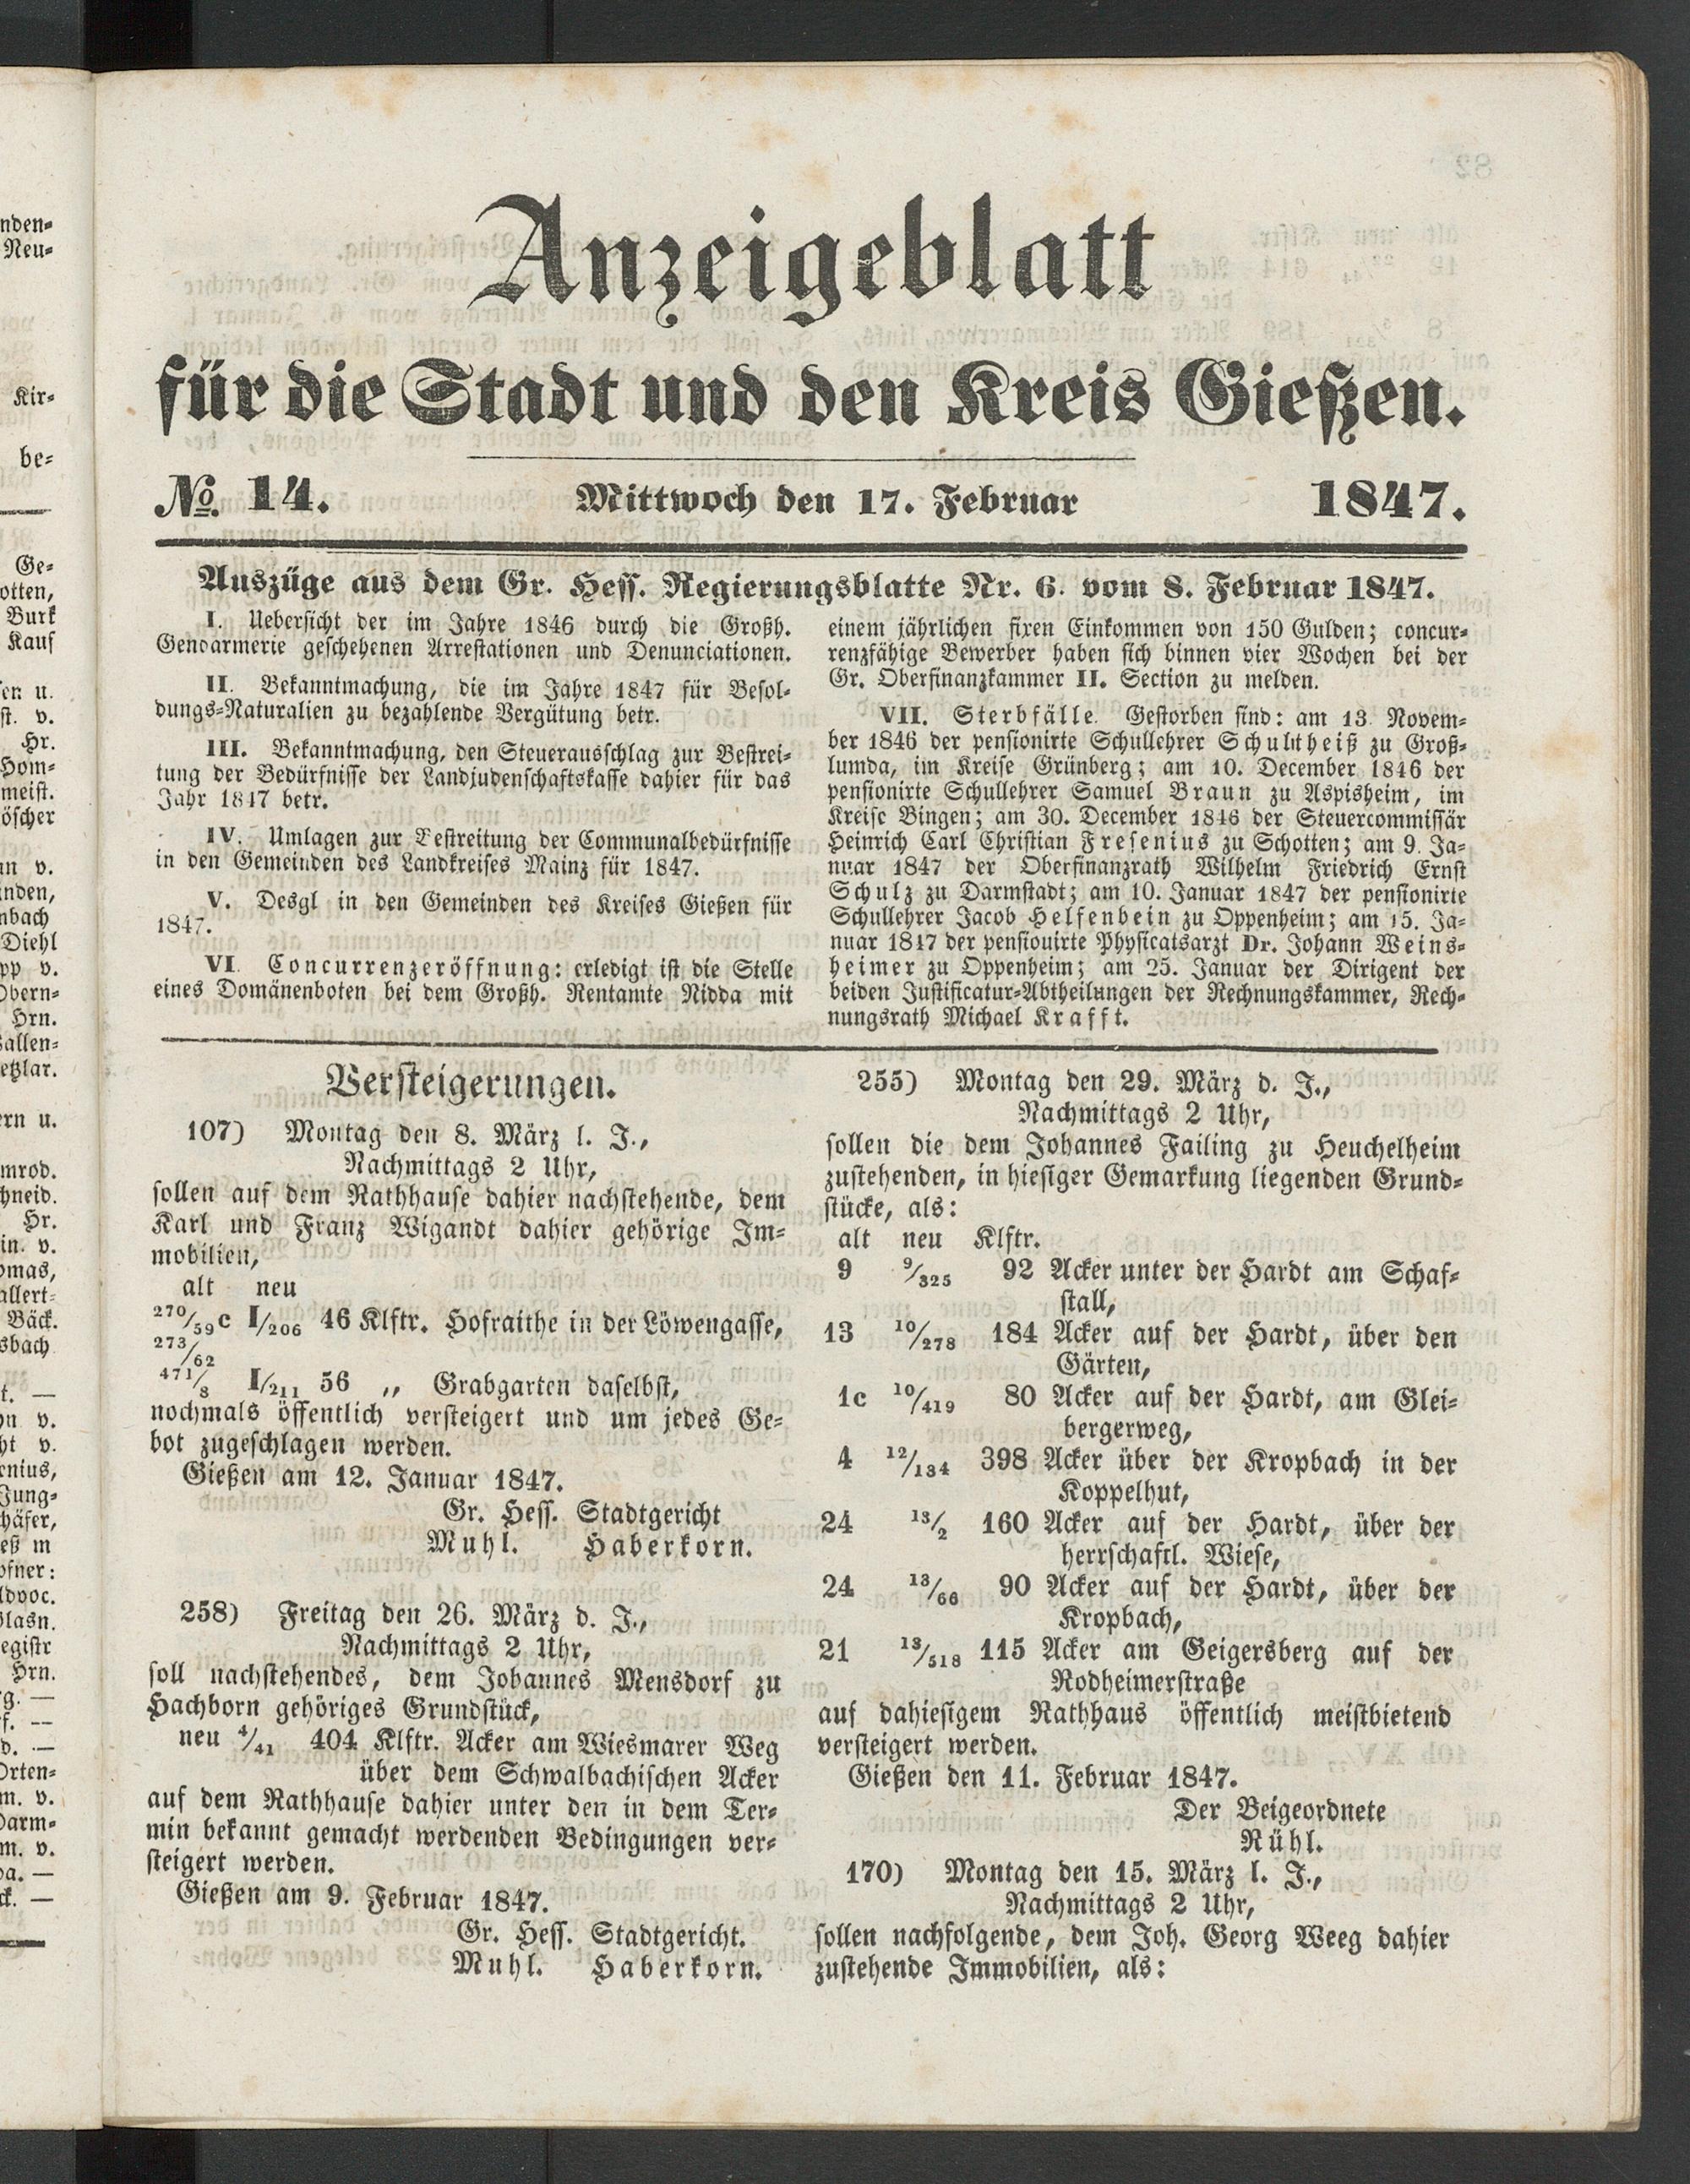 Anzeigeblatt
für die Stadt und den Kreis Gießen.
№ 14. Mittwoch den 17. Februar 1847.
Auszüge aus dem Gr. Hess. Regierungsblatte Nr. 6. vom 8. Februar 1847.
I. Uebersicht der im Jahre 1846 durch die Großh.
Gendarmerie geschehenen Arrestationen und Denunciationen.
II. Bekanntmachung, die im Jahre 1847 für Besol-
dungs-Naturalien zu bezahlende Vergütung betr.
III. Bekanntmachung, den Steuerausschlag zur Bestrei-
tung der Bedürfnisse der Landjudenschaftskasse dahier für das
Jahr 1847 betr.
IV. Umlagen zur Bestreitung der Communalbedürfnisse
in den Gemeinden des Landkreises Mainz für 1847.
V. Desgl in den Gemeinden des Kreises Gießen für
1847.
VI. Concurrenzeröffnung: erledigt ist die Stelle
eines Domänenboten bei dem Großh. Rentamte Nidda mit
einem jährlichen fixen Einkommen von 150 Gulden; concur-
renzfähige Bewerber haben sich binnen vier Wochen bei der
Gr. Oberfinanzkammer II. Section zu melden.
VII. Sterbfälle. Gestorben sind: am 13. Novem-
ber 1846 der pensionirte Schullehrer Schultheiß zu Groß-
lumda, im Kreise Grünberg; am 10. December 1846 der
pensionirte Schullehrer Samuel Braun zu Aspisheim, im
Kreise Bingen; am 30. December 1846 der Steuercommissär
Heinrich Carl Christian Fresenius zu Schotten; am 9. Ja-
nuar 1847 der Oberfinanzrath Wilhelm Friedrich Ernst
Schulz zu Darmstadt; am 10. Januar 1847 der pensionirte
Schullehrer Jacob Helfenbein zu Oppenheim; am 15. Ja-
nuar 1847 der pensiouirte Physicatsarzt Dr. Johann Weins-
heimer zu Oppenheim; am 25. Januar der Dirigent der
beiden Justificatur-Abtheilungen der Rechnungskammer, Rech-
nungsrath Michael Krafft.
Versteigerungen.
107) Montag den 8. März l. J.,
Nachmittags 2 Uhr,
sollen auf dem Rathhause dahier nachstehende, dem
Karl und Franz Wigandt dahier gehörige Im-
mobilien,
alt neu
270/59 c I/206 46 Klftr. Hofraithe in der Löwengasse,
273/62
471/8 I/211 56 „ Grabgarten daselbst,
nochmals öffentlich versteigert und um jedes Ge-
bot zugeschlagen werden.
Gießen am 12. Januar 1847.
Gr. Hess. Stadtgericht
Muhl. Haberkorn.
258) Freitag den 26. März d. J.,
Nachmittags 2 Uhr,
soll nachstehendes, dem Johannes Mensdorf zu
Hachborn gehöriges Grundstück,
neu 4/41 404 Klftr. Acker am Wiesmarer Weg
über dem Schwalbachischen Acker
auf dem Rathhause dahier unter den in dem Ter-
min bekannt gemacht werdenden Bedingungen ver-
steigert werden.
Gießen am 9. Februar 1847.
Gr. Hess. Stadtgericht.
Muhl. Haberkorn.
255) Montag den 29. März d. J.,
Nachmittags 2 Uhr,
sollen die dem Johannes Failing zu Heuchelheim
zustehenden, in hiesiger Gemarkung liegenden Grund-
stücke, als:
alt neu Klftr.
9 9/325 92 Acker unter der Hardt am Schaf-
stall,
13 10/278 184 Acker auf der Hardt, über den
Gärten,
1c 10/419 80 Acker auf der Hardt, am Glei-
bergerweg,
4 12/134 398 Acker über der Kropbach in der
Koppelhut,
24 13/2 160 Acker auf der Hardt, über der
herrschaftl. Wiese,
24 13/66 90 Acker auf der Hardt, über der
Kropbach,
21 13/518 115 Acker am Geigersberg auf der
Rodheimerstraße
auf dahiesigem Rathhaus öffentlich meistbietend
versteigert werden.
Gießen den 11. Februar 1847.
Der Beigeordnete
Rühl.
170) Montag den 15. März l. J.,
Nachmittags 2 Uhr,
sollen nachfolgende, dem Joh. Georg Weeg dahier
zustehende Immobilien, als: